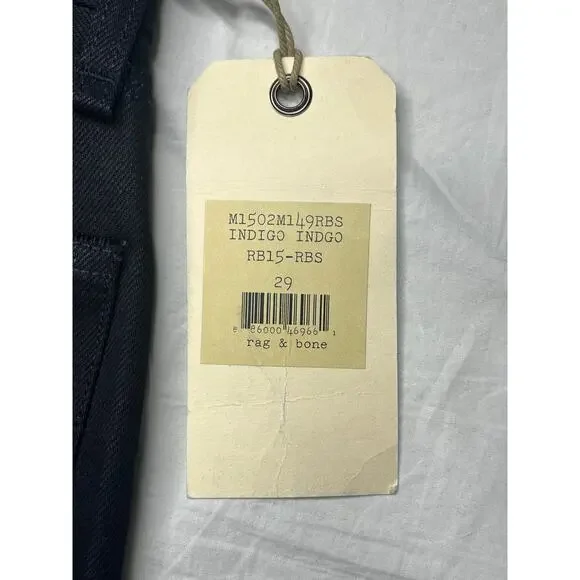 M1502M149RBS
INDIGO INDGO
RB15-RBS
29
8 86000 46966 1
rag & bone